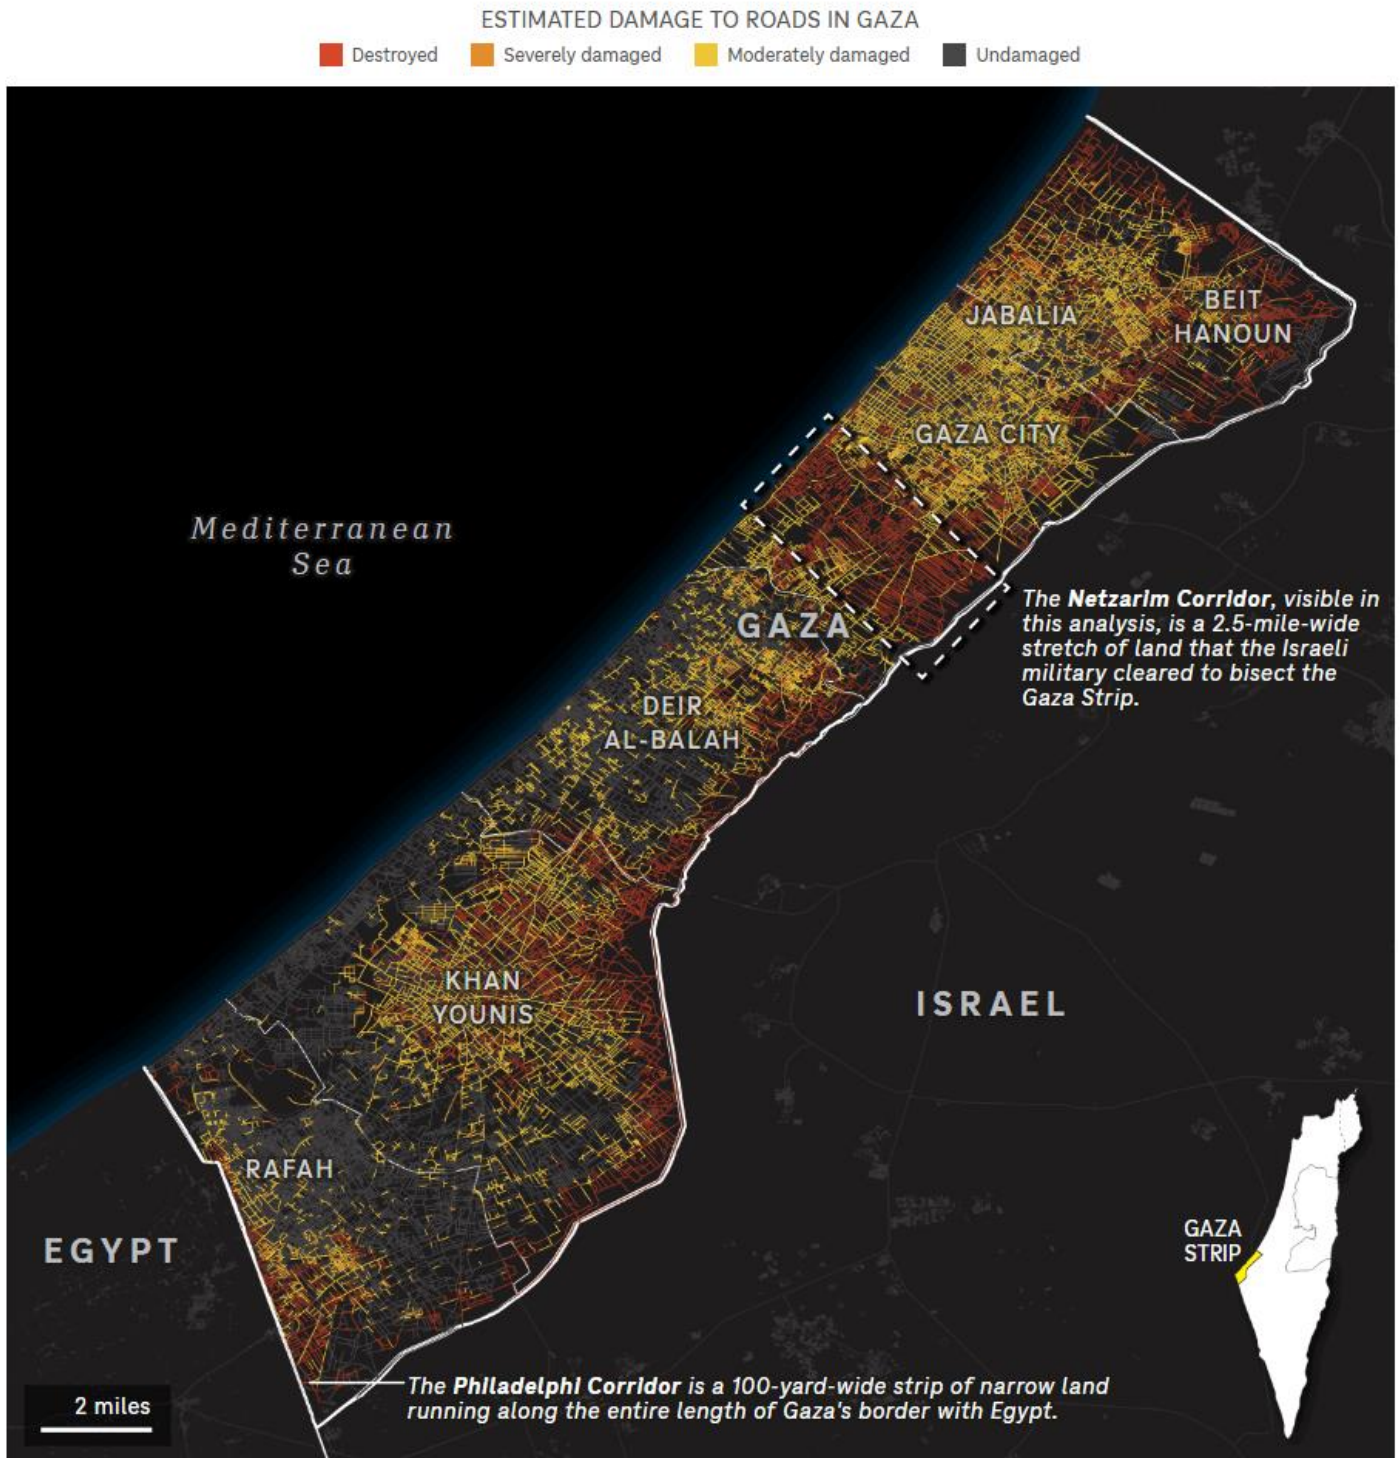 ESTIMATED DAMAGE TO ROADS IN GAZA
Destroyed Severely damaged Moderately damaged Undamaged
BEIT
HANOUN
JABALIA
GAZA CITY
Mediterranean
Sea
The Netzarim Corridor, visible in
this analysis, is a 2.5-mile-wide
stretch of land that the Israeli
military cleared to bisect the
Gaza Strip.
GAZA
DEIR
AL-BALAH
KHAN
YOUNIS
ISRAEL
RAFAH
EGYPT
GAZA
STRIP
The Philadelphi Corridor is a 100-yard-wide strip of narrow land
running along the entire length of Gaza's border with Egypt.
2 miles